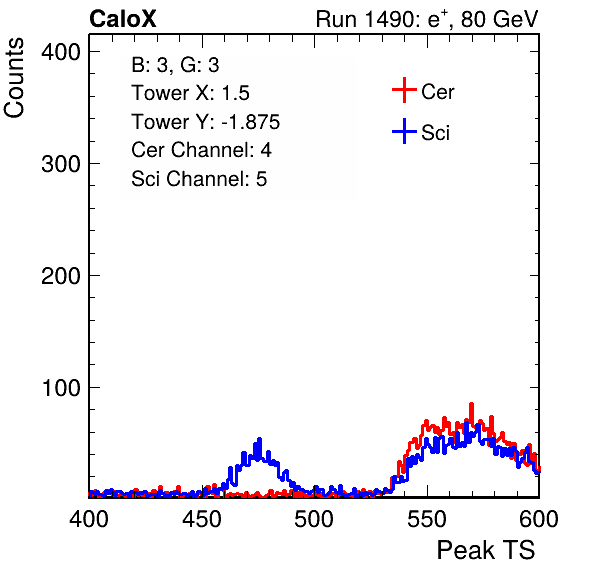 CaloX Run 1490: e⁺, 80 GeV
Counts
400
300
200
100
B: 3, G: 3
Tower X: 1.5
Tower Y: -1.875
Cer Channel: 4
Sci Channel: 5
Cer
Sci
400 450 500 550 600
Peak TS